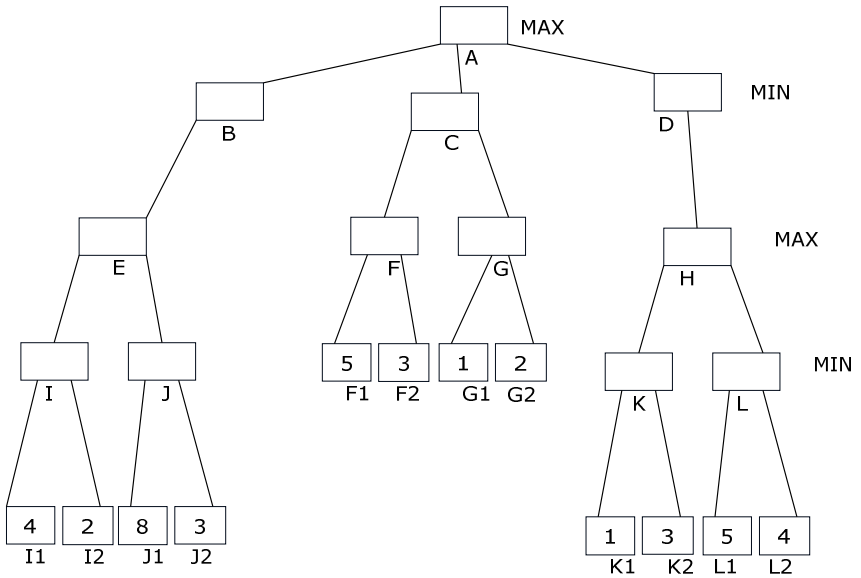 MAX
A
MIN
B
C
D
MAX
E
F
G
H
5 3 1 2
F1 F2 G1 G2
MIN
I
J
K
L
4 2 8 3
I1 I2 J1 J2
1 3 5 4
K1 K2 L1 L2